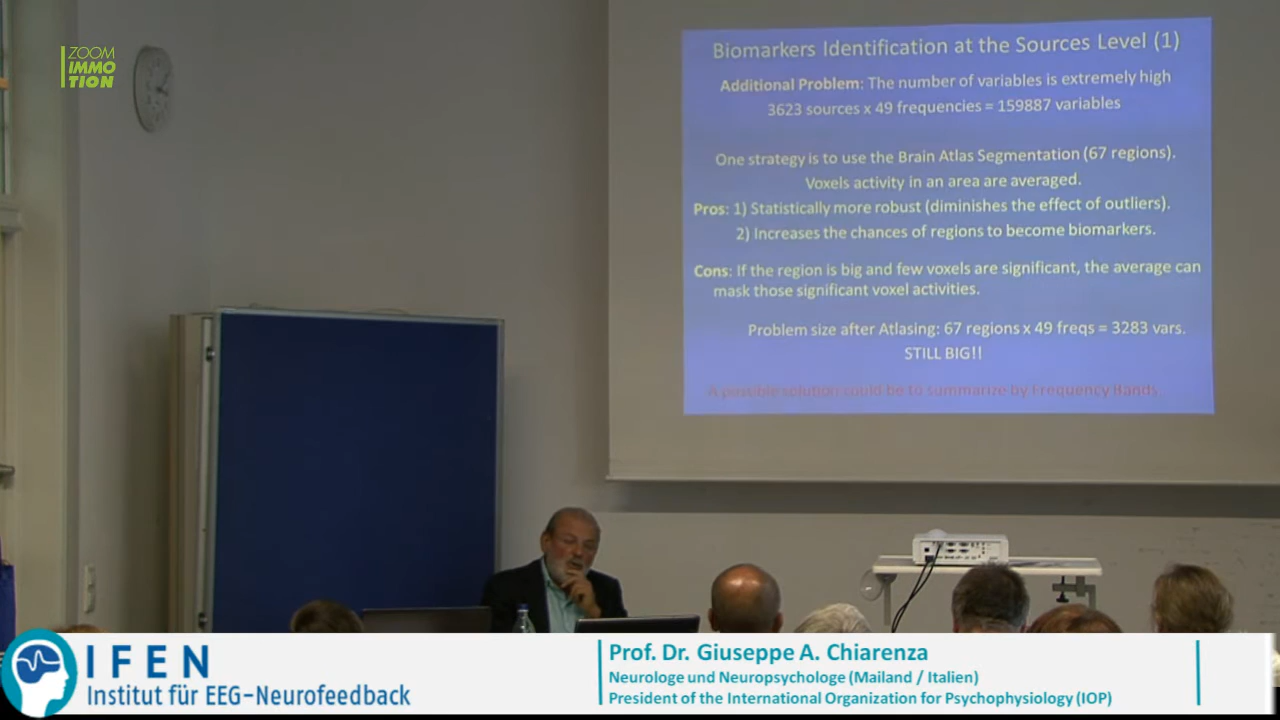 ZOOM
IMMO
TION
Biomarkers Identification at the Sources Level (1)
Additional Problem: The number of variables is extremely high
3623 sources x 49 frequencies = 159887 variables
One strategy is to use the Brain Atlas Segmentation (67 regions).
Voxels activity in an area are averaged.
Pros: 1) Statistically more robust (diminishes the effect of outliers).
2) Increases the chances of regions to become biomarkers.
Cons: If the region is big and few voxels are significant, the average can
mask those significant voxel activities.
Problem size after Atlasing: 67 regions x 49 freqs = 3283 vars.
STILL BIG!!
A possible solution could be to summarize by Frequency Bands
IFEN
Institut für EEG-Neurofeedback
Prof. Dr. Giuseppe A. Chiarenza
Neurologe und Neuropsychologe (Mailand / Italien)
President of the International Organization for Psychophysiology (IOP)